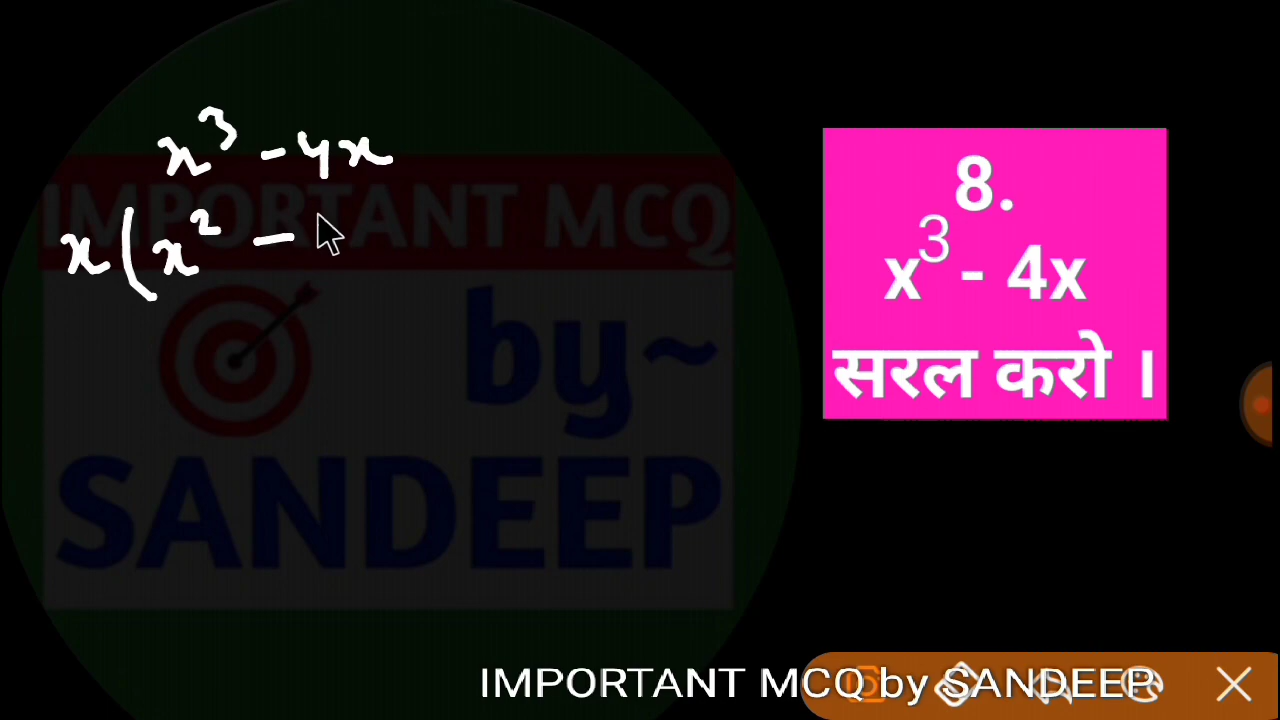 x³ - 4x
x(x² -
IMPORTANT MCQ
by~
SANDEEP
8.
x³ - 4x
सरल करो ।
IMPORTANT MCQ by SANDEEP